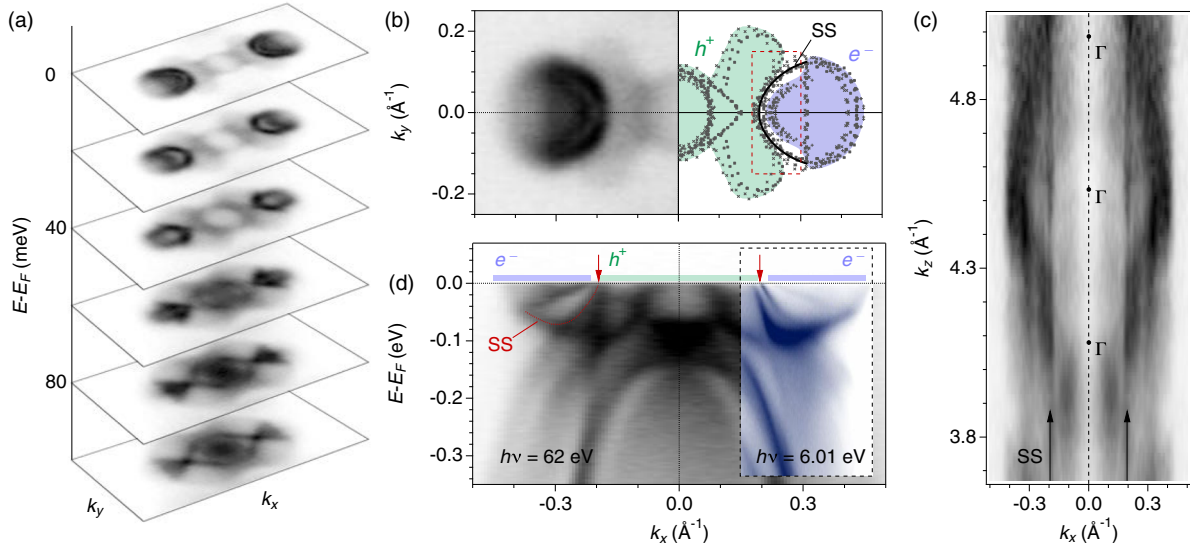 (a)
0
40
80
E-E_F (meV)
k_y
k_x
(b)
0.2
0.0
-0.2
k_y (Å⁻¹)
h⁺
SS
e⁻
(d)
e⁻
h⁺
e⁻
0.0
-0.1
-0.2
-0.3
E-E_F (eV)
SS
hν = 62 eV
hν = 6.01 eV
-0.3
0.0
0.3
k_x (Å⁻¹)
(c)
4.8
4.3
3.8
k_z (Å⁻¹)
Γ
Γ
Γ
SS
-0.3
0.0
0.3
k_x (Å⁻¹)